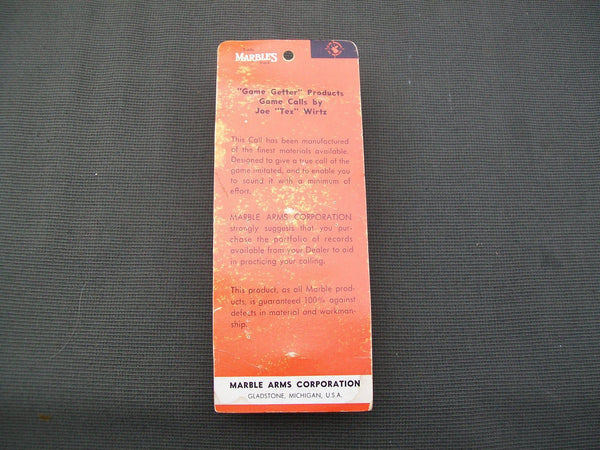 MARBLE'S
"Game Getter" Products
Game Calls by
Joe "Tex" Wirtz
This Call has been manufactured
of the finest materials available.
Designed to give a true call of the
game imitated, and to enable you
to sound it with a minimum of
effort.
MARBLE ARMS CORPORATION
strongly suggests that you pur-
chase the portfolio of records
available from your Dealer to aid
in practicing your calling.
This product, as all Marble prod-
ucts, is guaranteed 100% against
defects in material and workman-
ship.
MARBLE ARMS CORPORATION
GLADSTONE, MICHIGAN, U.S.A.